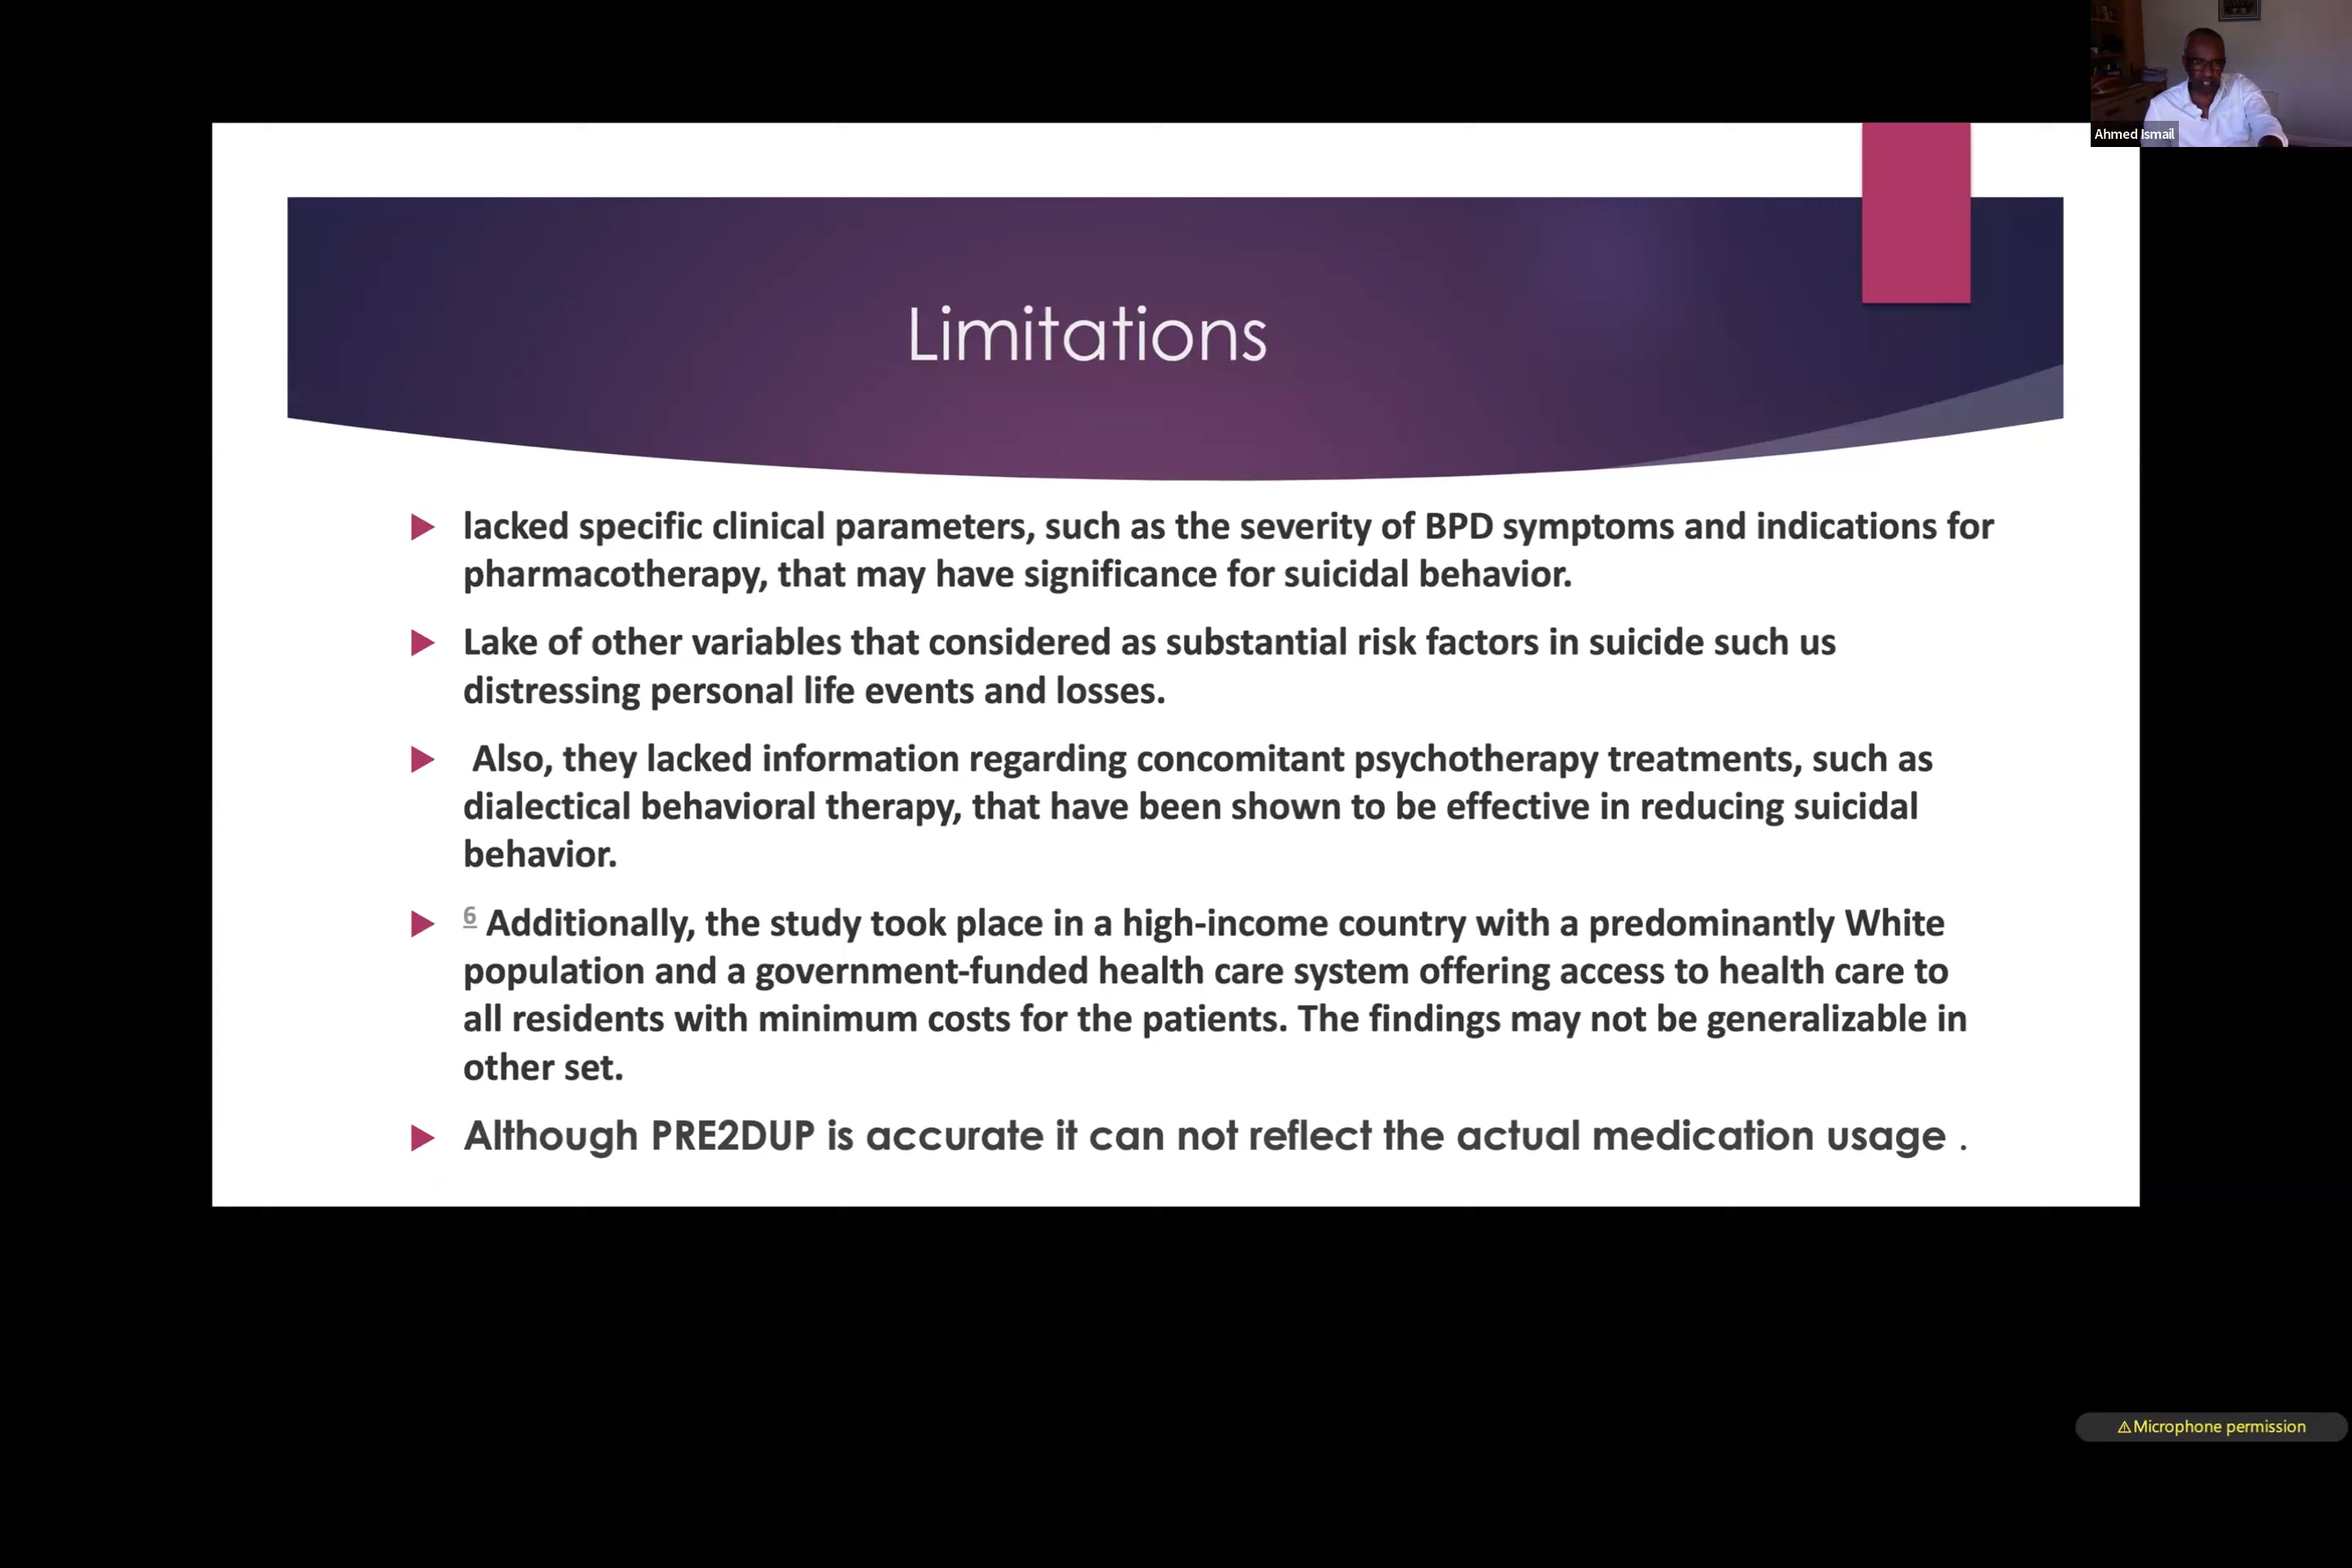 Ahmed Ismail
Limitations
lacked specific clinical parameters, such as the severity of BPD symptoms and indications for
pharmacotherapy, that may have significance for suicidal behavior.
Lake of other variables that considered as substantial risk factors in suicide such us
distressing personal life events and losses.
Also, they lacked information regarding concomitant psychotherapy treatments, such as
dialectical behavioral therapy, that have been shown to be effective in reducing suicidal
behavior.
6 Additionally, the study took place in a high-income country with a predominantly White
population and a government-funded health care system offering access to health care to
all residents with minimum costs for the patients. The findings may not be generalizable in
other set.
Although PRE2DUP is accurate it can not reflect the actual medication usage .
⚠Microphone permission